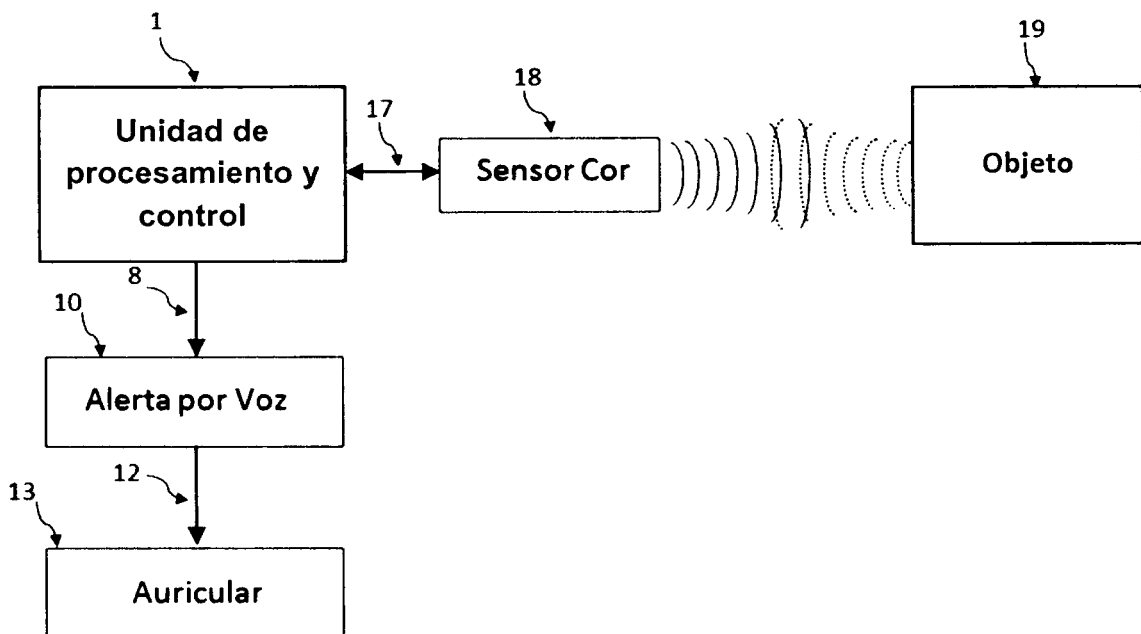 1
Unidad de
procesamiento y
control
17
18
Sensor Cor
19
Objeto
8
10
Alerta por Voz
12
13
Auricular